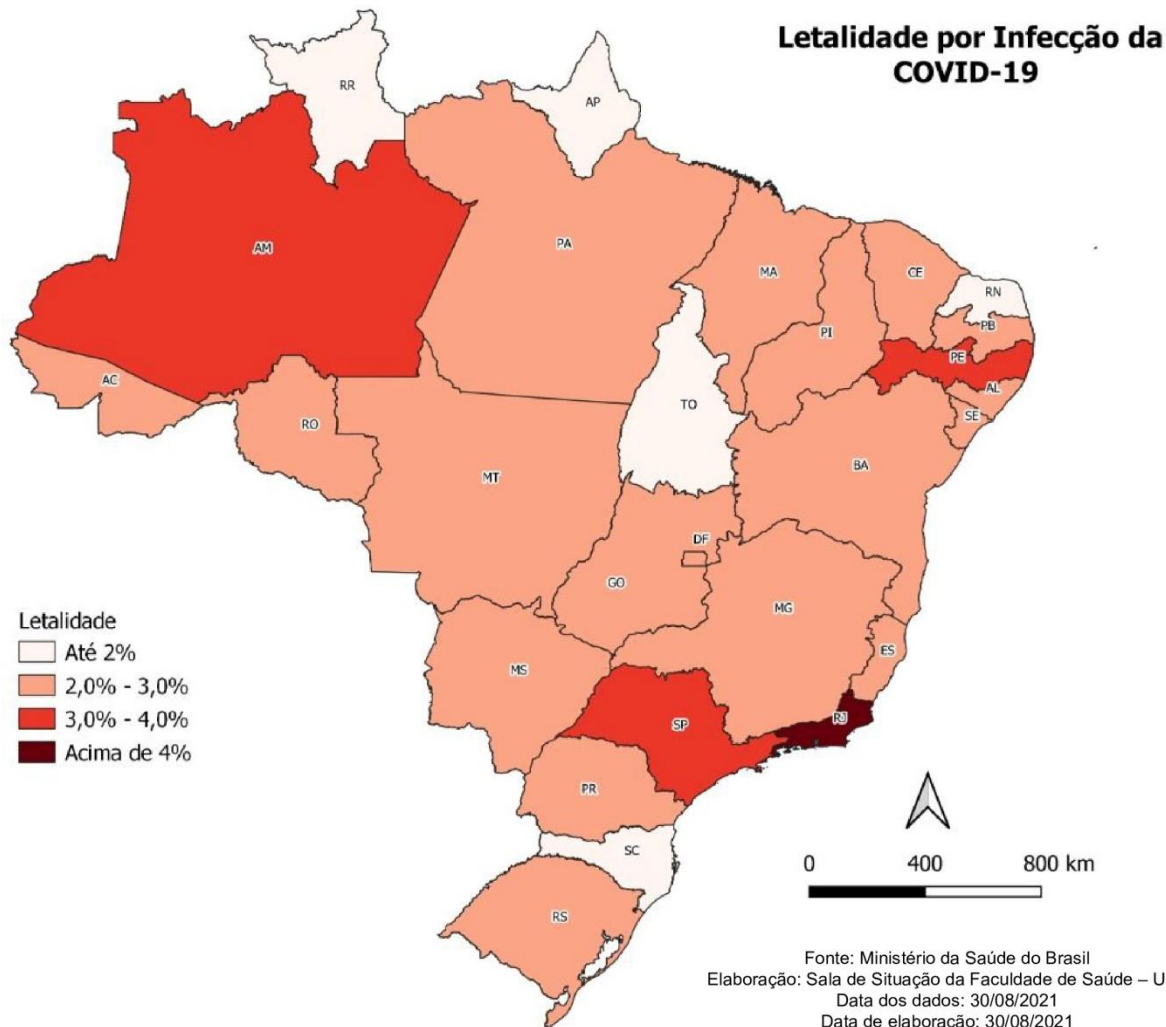 Letalidade por Infecção da
COVID-19
RR
AP
AM
PA
MA
CE
RN
PB
PI
PE
AL
SE
AC
RO
TO
BA
MT
DF
GO
MG
ES
MS
SP
RJ
PR
SC
RS
Letalidade
Até 2%
2,0% - 3,0%
3,0% - 4,0%
Acima de 4%
0 400 800 km
Fonte: Ministério da Saúde do Brasil
Elaboração: Sala de Situação da Faculdade de Saúde – U
Data dos dados: 30/08/2021
Data de elaboração: 30/08/2021